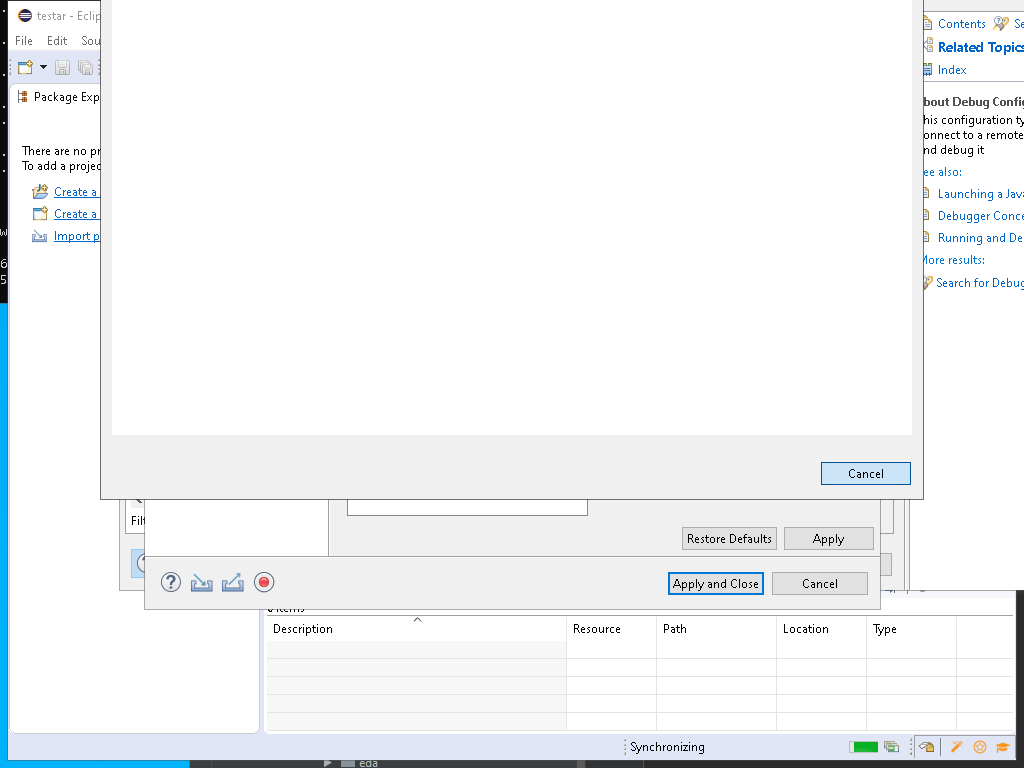 testar - Eclip
File Edit Sou
Package Exp
There are no pr
To add a projec
Create a
Create a
Import p
Contents Se
Related Topics
Index
bout Debug Config
his configuration ty
onnect to a remote
nd debug it
ee also:
Launching a Java
Debugger Conce
Running and De
More results:
Search for Debug
Cancel
Filt
Restore Defaults Apply
Apply and Close Cancel
Description Resource Path Location Type
Synchronizing
eda